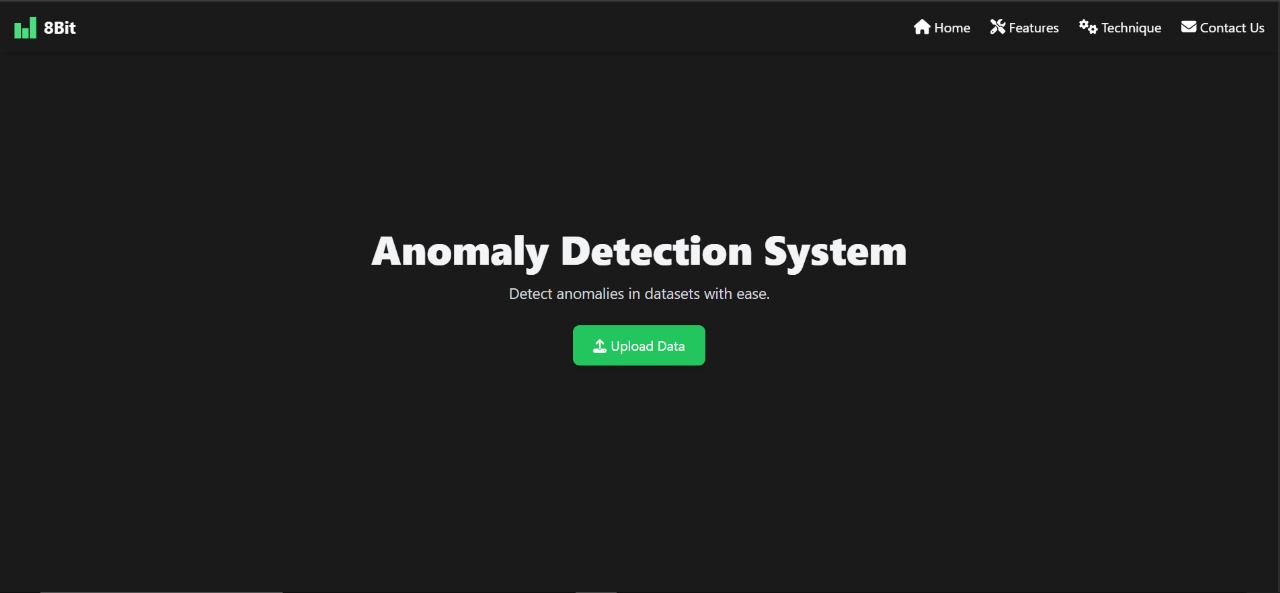 8Bit
Home Features Technique Contact Us
Anomaly Detection System
Detect anomalies in datasets with ease.
Upload Data